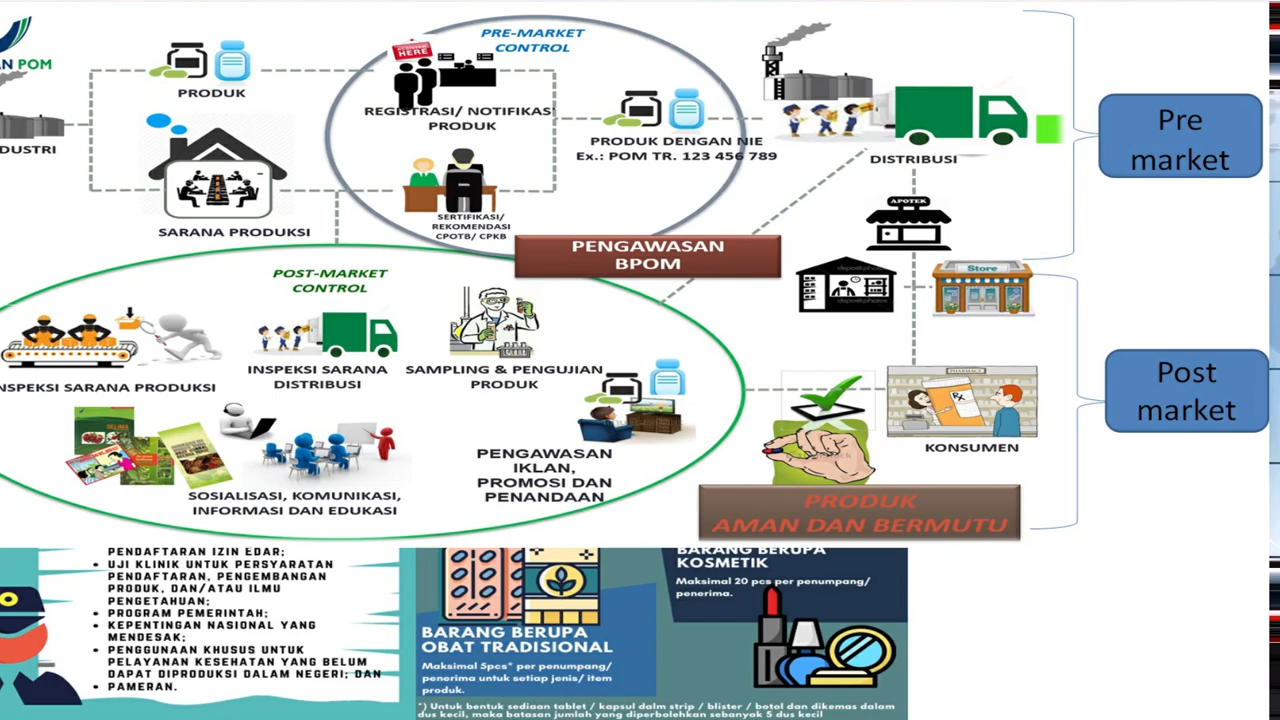 AN POM
DUSTRI
PRODUK
SARANA PRODUKSI
PRE-MARKET
CONTROL
HERE
REGISTRASI/ NOTIFIKASI
PRODUK
SERTIFIKASI/
REKOMENDASI
CPOTB/ CPKB
PRODUK DENGAN NIE
Ex.: POM TR. 123 456 789
DISTRIBUSI
Pre
market
APOTEK
Store
PENGAWASAN
BPOM
POST-MARKET
CONTROL
NSPEKSI SARANA PRODUKSI
INSPEKSI SARANA
DISTRIBUSI
SAMPLING & PENGUJIAN
PRODUK
SOSIALISASI, KOMUNIKASI,
INFORMASI DAN EDUKASI
PENGAWASAN
IKLAN,
PROMOSI DAN
PENANDAAN
PHARMACY
Rx
KONSUMEN
Post
market
PRODUK
AMAN DAN BERMUTU
PENDAFTARAN IZIN EDAR;
• UJI KLINIK UNTUK PERSYARATAN
PENDAFTARAN, PENGEMBANGAN
PRODUK, DAN/ATAU ILMU
PENGETAHUAN;
• PROGRAM PEMERINTAH;
• KEPENTINGAN NASIONAL YANG
MENDESAK;
• PENGGUNAAN KHUSUS UNTUK
PELAYANAN KESEHATAN YANG BELUM
DAPAT DIPRODUKSI DALAM NEGERI; DAN
• PAMERAN.
BARANG BERUPA
OBAT TRADISIONAL
Maksimal 5pcs* per penumpang/
penerima untuk setiap jenis/ item
produk.
BARANG BERUPA
KOSMETIK
Maksimal 20 pcs per penumpang/
penerima.
*) Untuk bentuk sediaan tablet / kapsul dalm strip / blister / botol dan dikemas dalam
dus kecil, maka batasan jumlah yang diperbolehkan sebanyak 5 dus kecil